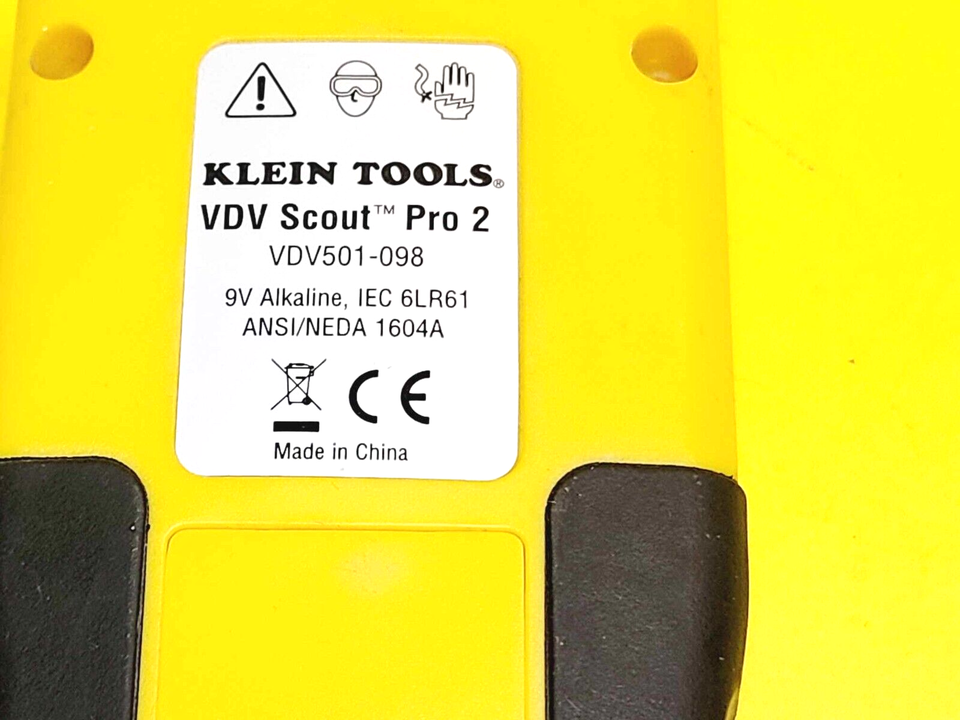 KLEIN TOOLS®
VDV Scout™ Pro 2
VDV501-098
9V Alkaline, IEC 6LR61
ANSI/NEDA 1604A
CE
Made in China